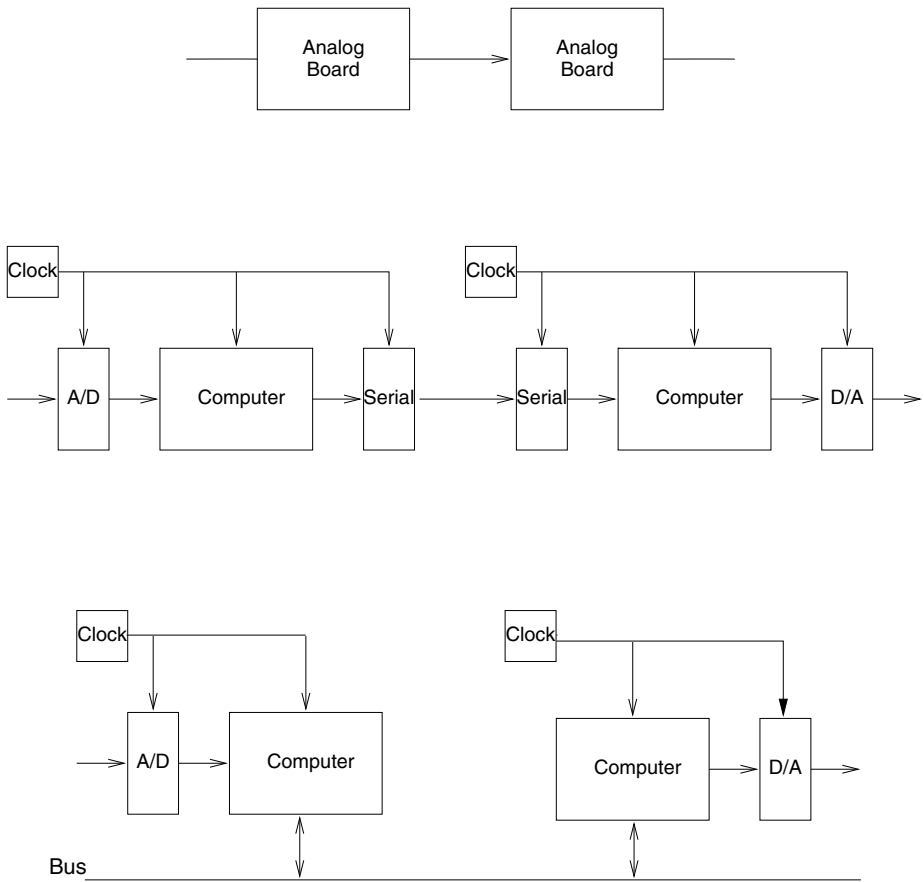 Analog
Board
Analog
Board
Clock
Clock
A/D
Computer
Serial
Serial
Computer
D/A
Clock
Clock
A/D
Computer
Computer
D/A
Bus